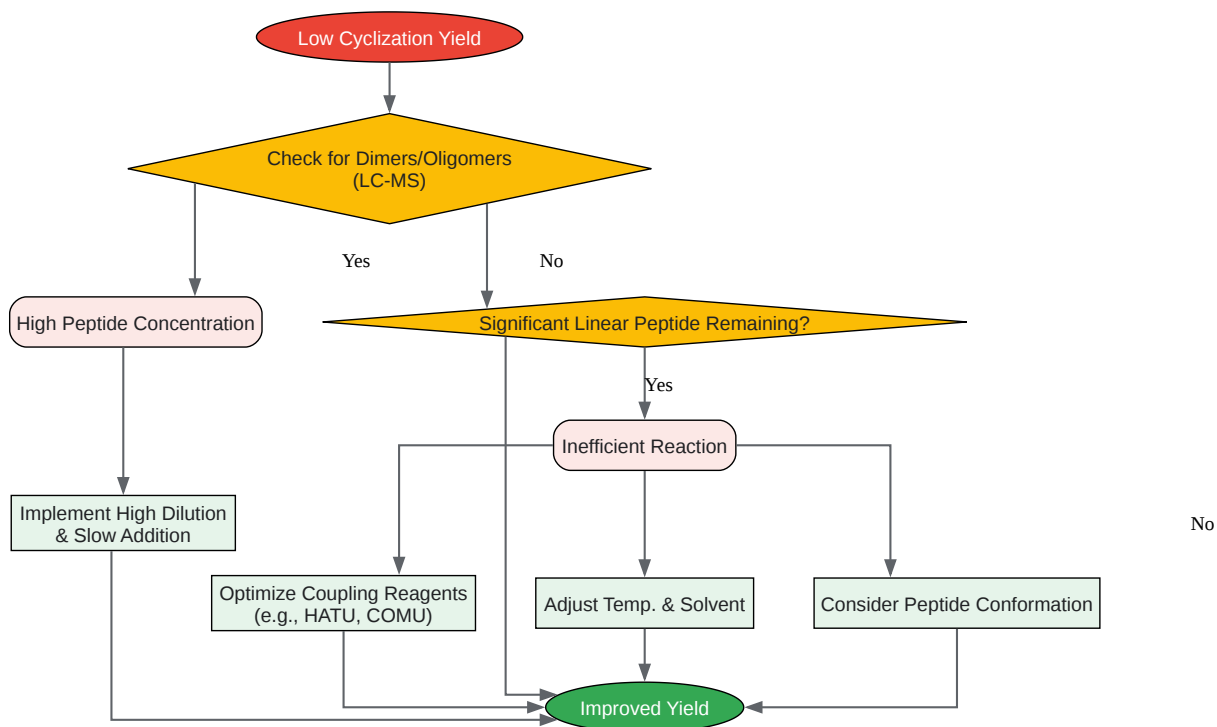 Low Cyclization Yield
Check for Dimers/Oligomers
(LC-MS)
Yes
No
High Peptide Concentration
Significant Linear Peptide Remaining?
Yes
Inefficient Reaction
Implement High Dilution
& Slow Addition
No
Optimize Coupling Reagents
(e.g., HATU, COMU)
Adjust Temp. & Solvent
Consider Peptide Conformation
Improved Yield